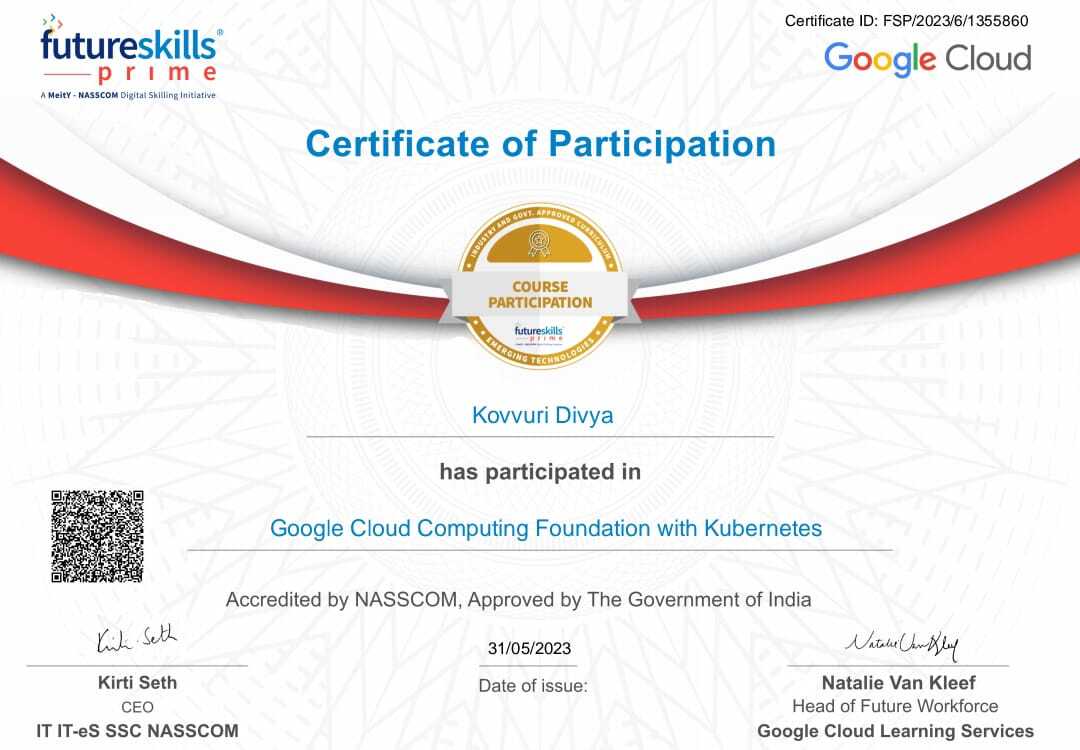 Certificate ID: FSP/2023/6/1355860
futureskills®
prime
A MeitY - NASSCOM Digital Skilling Initiative
Google Cloud
Certificate of Participation
INDUSTRY AND GOVT. APPROVED CURRICULUM
COURSE
PARTICIPATION
futureskills
prime
EMERGING TECHNOLOGIES
Kovvuri Divya
has participated in
Google Cloud Computing Foundation with Kubernetes
Accredited by NASSCOM, Approved by The Government of India
Kirti Seth
31/05/2023
Natalie Van Kleef
Kirti Seth
Date of issue:
Natalie Van Kleef
CEO
Head of Future Workforce
IT IT-eS SSC NASSCOM
Google Cloud Learning Services